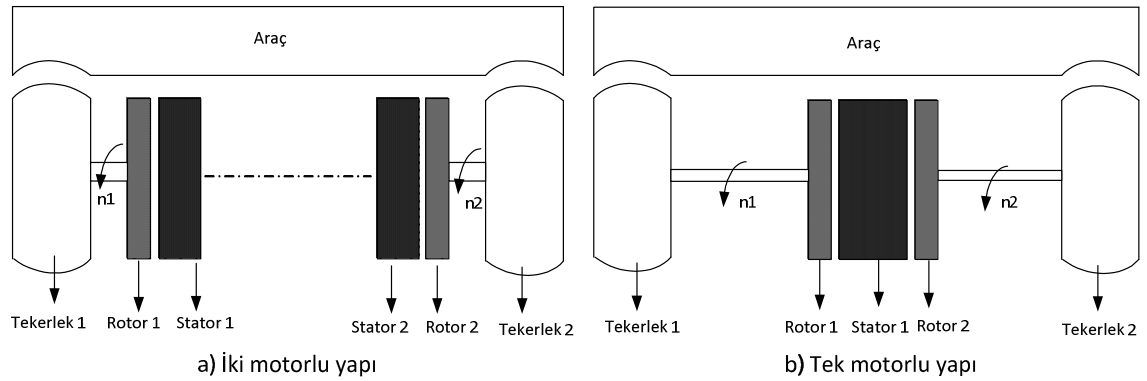 Araç
n1
n2
Tekerlek 1
Rotor 1
Stator 1
Stator 2
Rotor 2
Tekerlek 2
a) İki motorlu yapı
Araç
n1
n2
Tekerlek 1
Rotor 1
Stator 1
Rotor 2
Tekerlek 2
b) Tek motorlu yapı